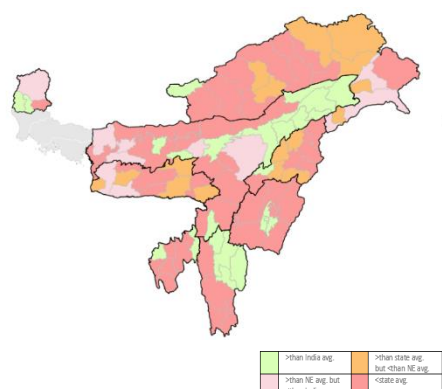 >than India avg.
>than state avg.
but <than NE avg.
>than NE avg. but
<state avg.